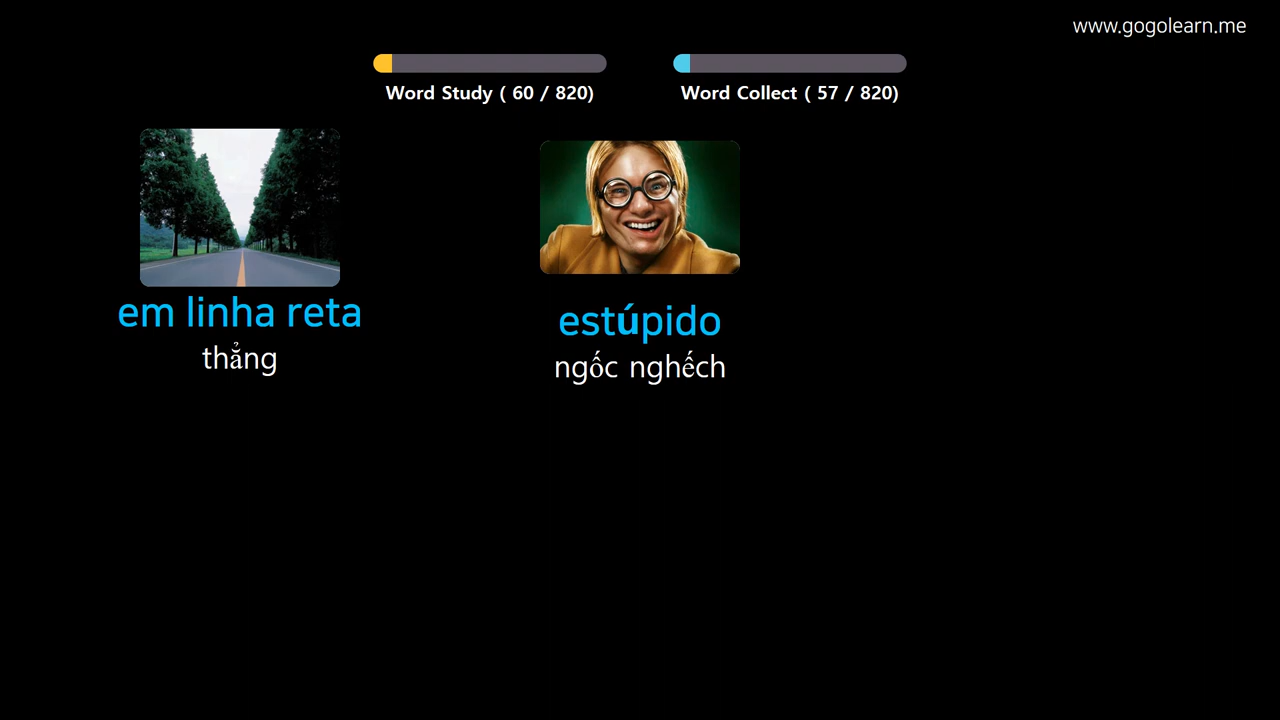 www.gogolearn.me
Word Study ( 60 / 820)
Word Collect ( 57 / 820)
em linha reta
thẳng
estúpido
ngốc nghếch